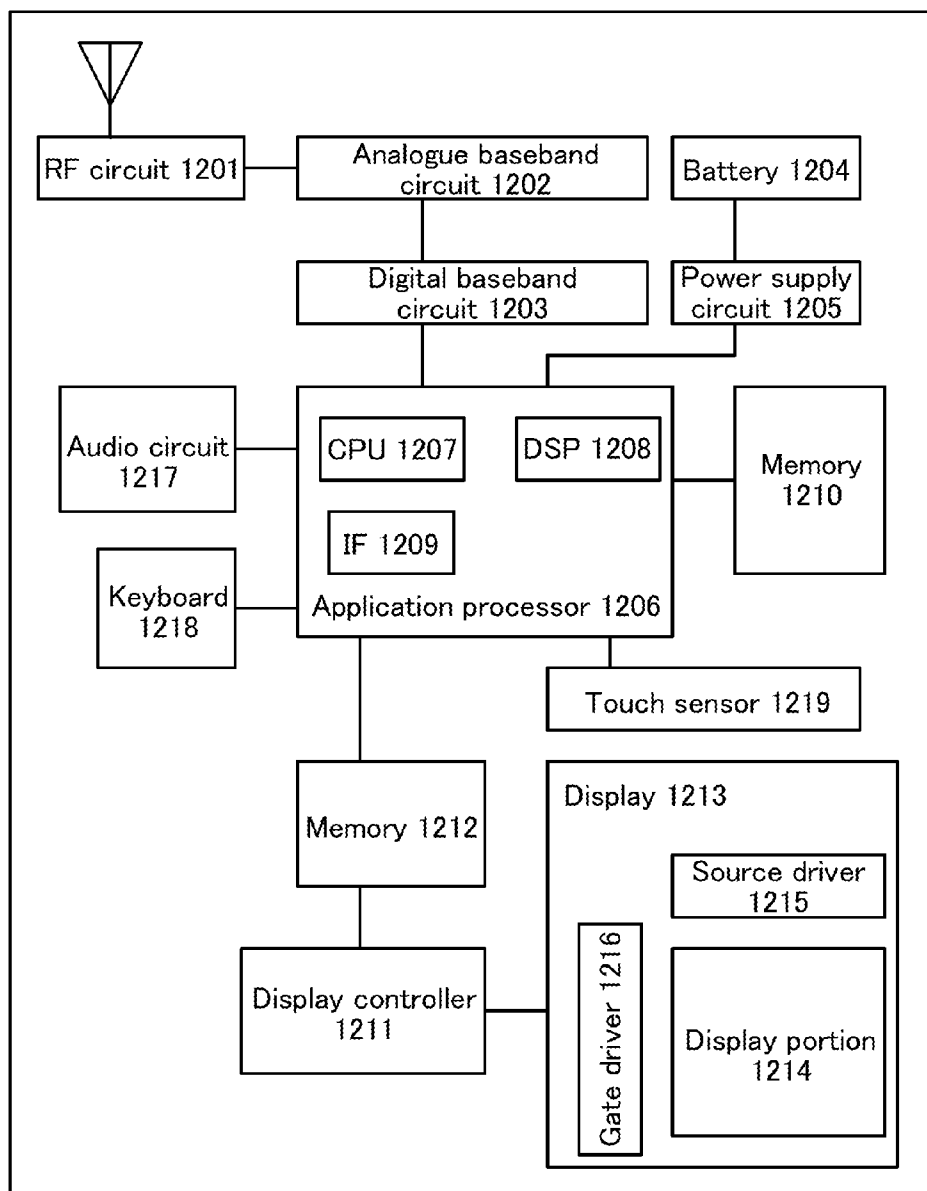 RF circuit 1201
Analogue baseband
circuit 1202
Battery 1204
Digital baseband
circuit 1203
Power supply
circuit 1205
Audio circuit
1217
CPU 1207
DSP 1208
Memory
1210
IF 1209
Keyboard
1218
Application processor 1206
Touch sensor 1219
Memory 1212
Display 1213
Source driver
1215
Gate driver 1216
Display controller
1211
Display portion
1214